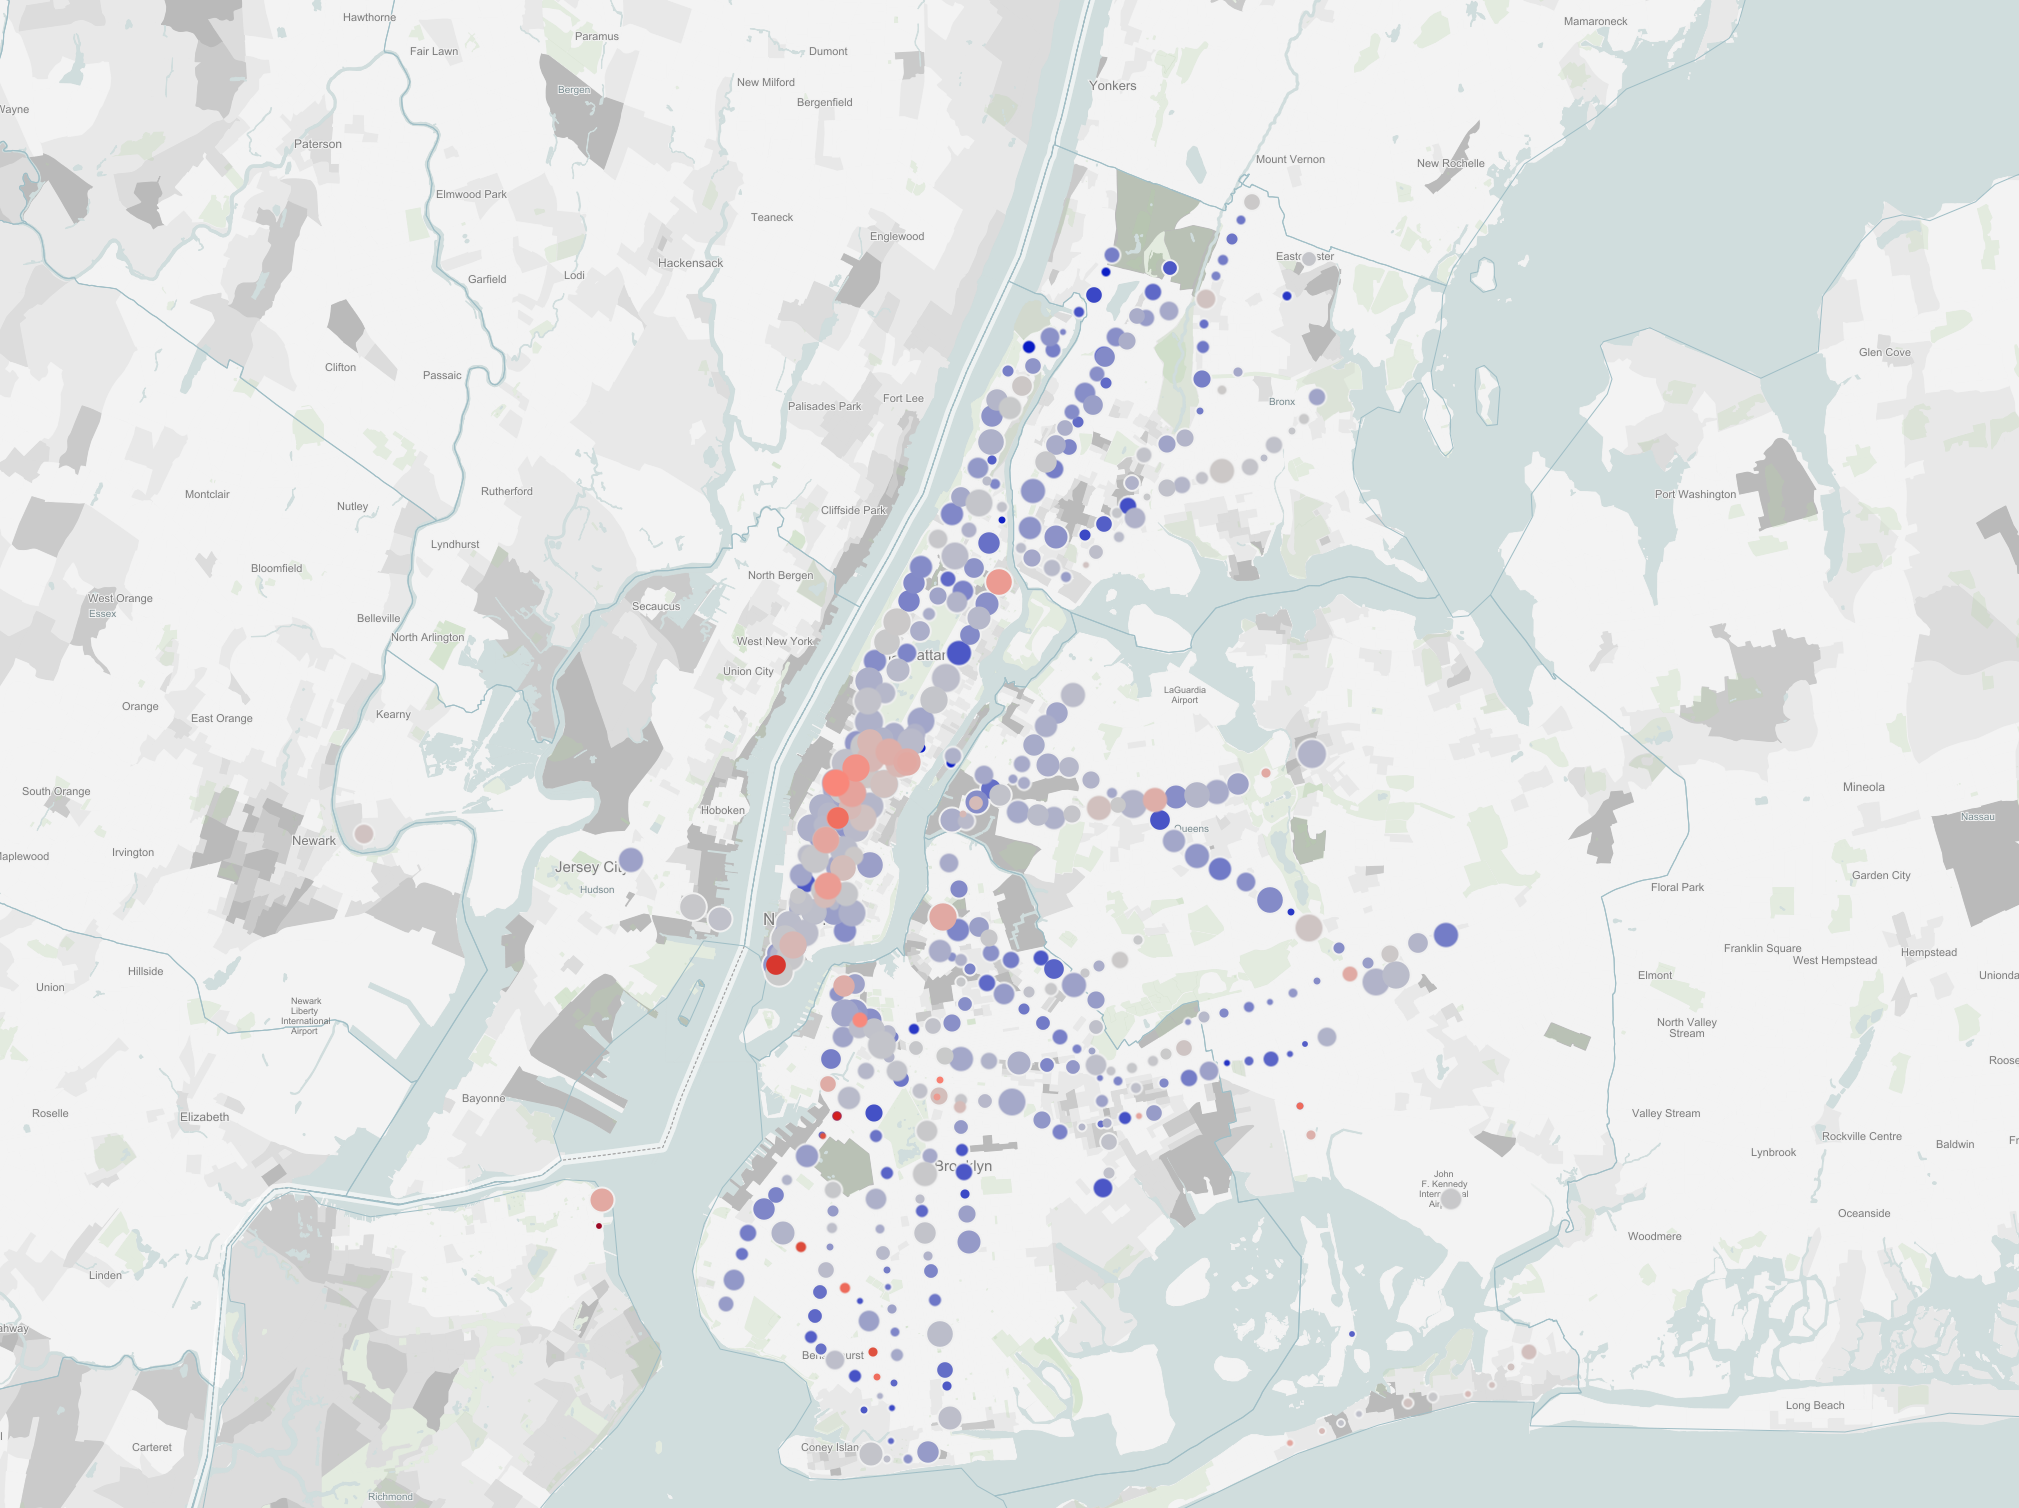 Hawthorne
Mamaroneck
Paramus
Fair Lawn
Dumont
New Milford
Yonkers
Bergen
Bergenfield
Wayne
Paterson
Mount Vernon
New Rochelle
Elmwood Park
Teaneck
Englewood
Hackensack
Lodi
Garfield
Glen Cove
Clifton
Passaic
Fort Lee
Bronx
Palisades Park
Montclair
Rutherford
Port Washington
Nutley
Cliffside Park
Lyndhurst
Bloomfield
North Bergen
West Orange
Secaucus
Essex
Belleville
North Arlington
West New York
Union City
LaGuardia
Airport
Orange
Kearny
East Orange
South Orange
Mineola
Hoboken
Nassau
Queens
Newark
Irvington
Maplewood
Jersey City
Hudson
Garden City
Floral Park
Franklin Square
Hempstead
West Hempstead
Hillside
Elmont
Union
Newark
Liberty
International
Airport
North Valley
Stream
Bayonne
Roselle
Elizabeth
Valley Stream
Rockville Centre
Baldwin
Lynbrook
Brooklyn
John
F. Kennedy
Oceanside
Woodmere
Linden
Long Beach
Carteret
Richmond